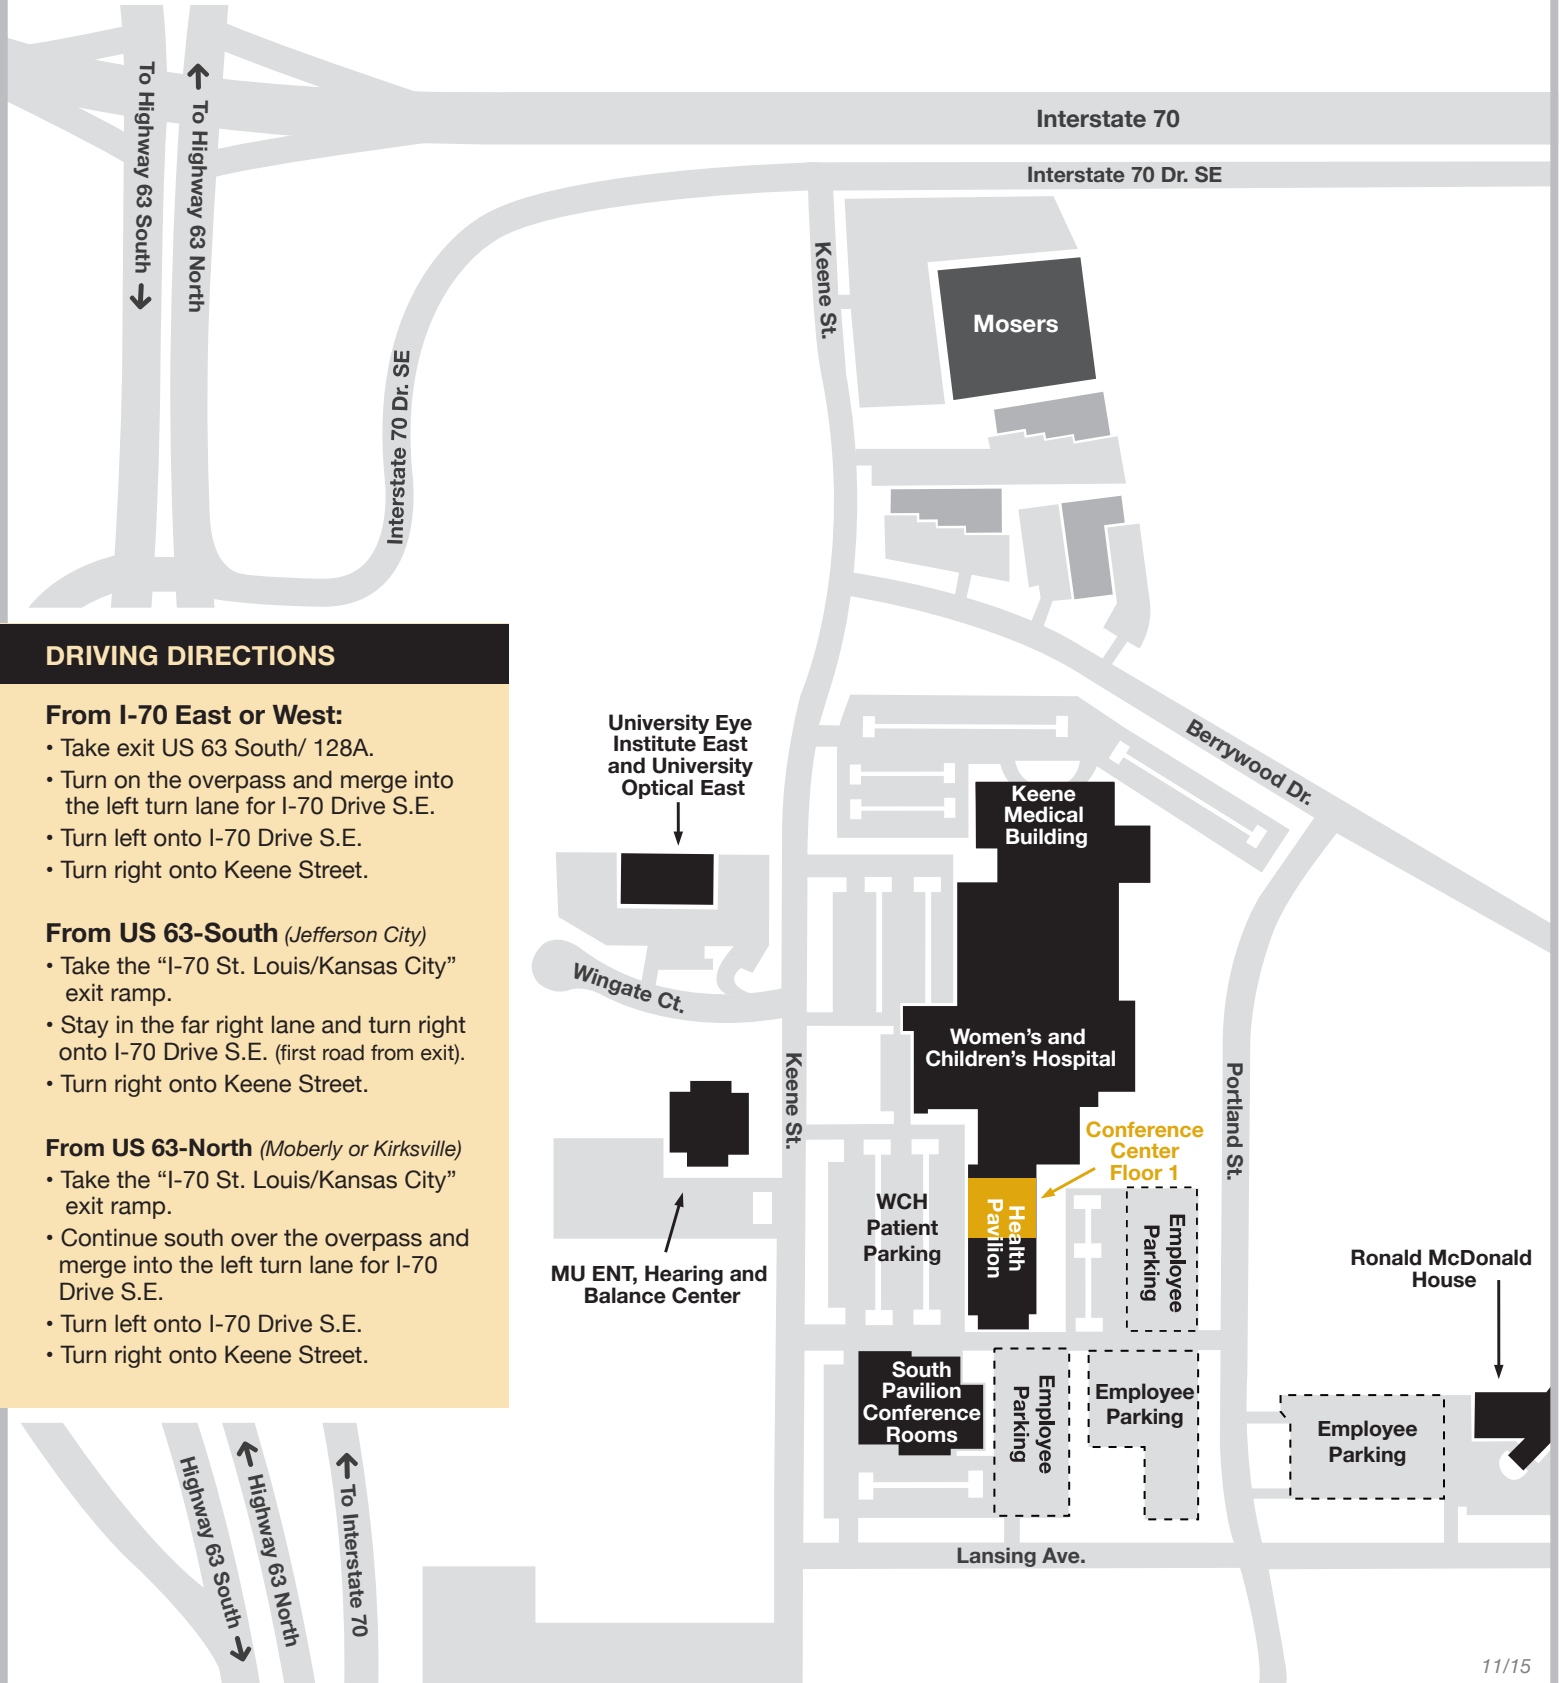 To Highway 63 South
To Highway 63 North
Interstate 70
Interstate 70 Dr. SE
Keene St.
Mosers
Interstate 70 Dr. SE
DRIVING DIRECTIONS
From I-70 East or West:
• Take exit US 63 South/ 128A.
• Turn on the overpass and merge into
the left turn lane for I-70 Drive S.E.
• Turn left onto I-70 Drive S.E.
• Turn right onto Keene Street.
From US 63-South (Jefferson City)
• Take the “I-70 St. Louis/Kansas City”
exit ramp.
• Stay in the far right lane and turn right
onto I-70 Drive S.E. (first road from exit).
• Turn right onto Keene Street.
From US 63-North (Moberly or Kirksville)
• Take the “I-70 St. Louis/Kansas City”
exit ramp.
• Continue south over the overpass and
merge into the left turn lane for I-70
Drive S.E.
• Turn left onto I-70 Drive S.E.
• Turn right onto Keene Street.
University Eye
Institute East
and University
Optical East
Berrywood Dr.
Keene
Medical
Building
Wingate Ct.
Women’s and
Children’s Hospital
Keene St.
Portland St.
Conference
Center
Floor 1
WCH
Patient
Parking
Health
Pavilion
Employee
Parking
MU ENT, Hearing and
Balance Center
Ronald McDonald
House
South
Pavilion
Conference
Rooms
Employee
Parking
Employee
Parking
Employee
Parking
Highway 63 South
Highway 63 North
To Interstate 70
Lansing Ave.
11/15